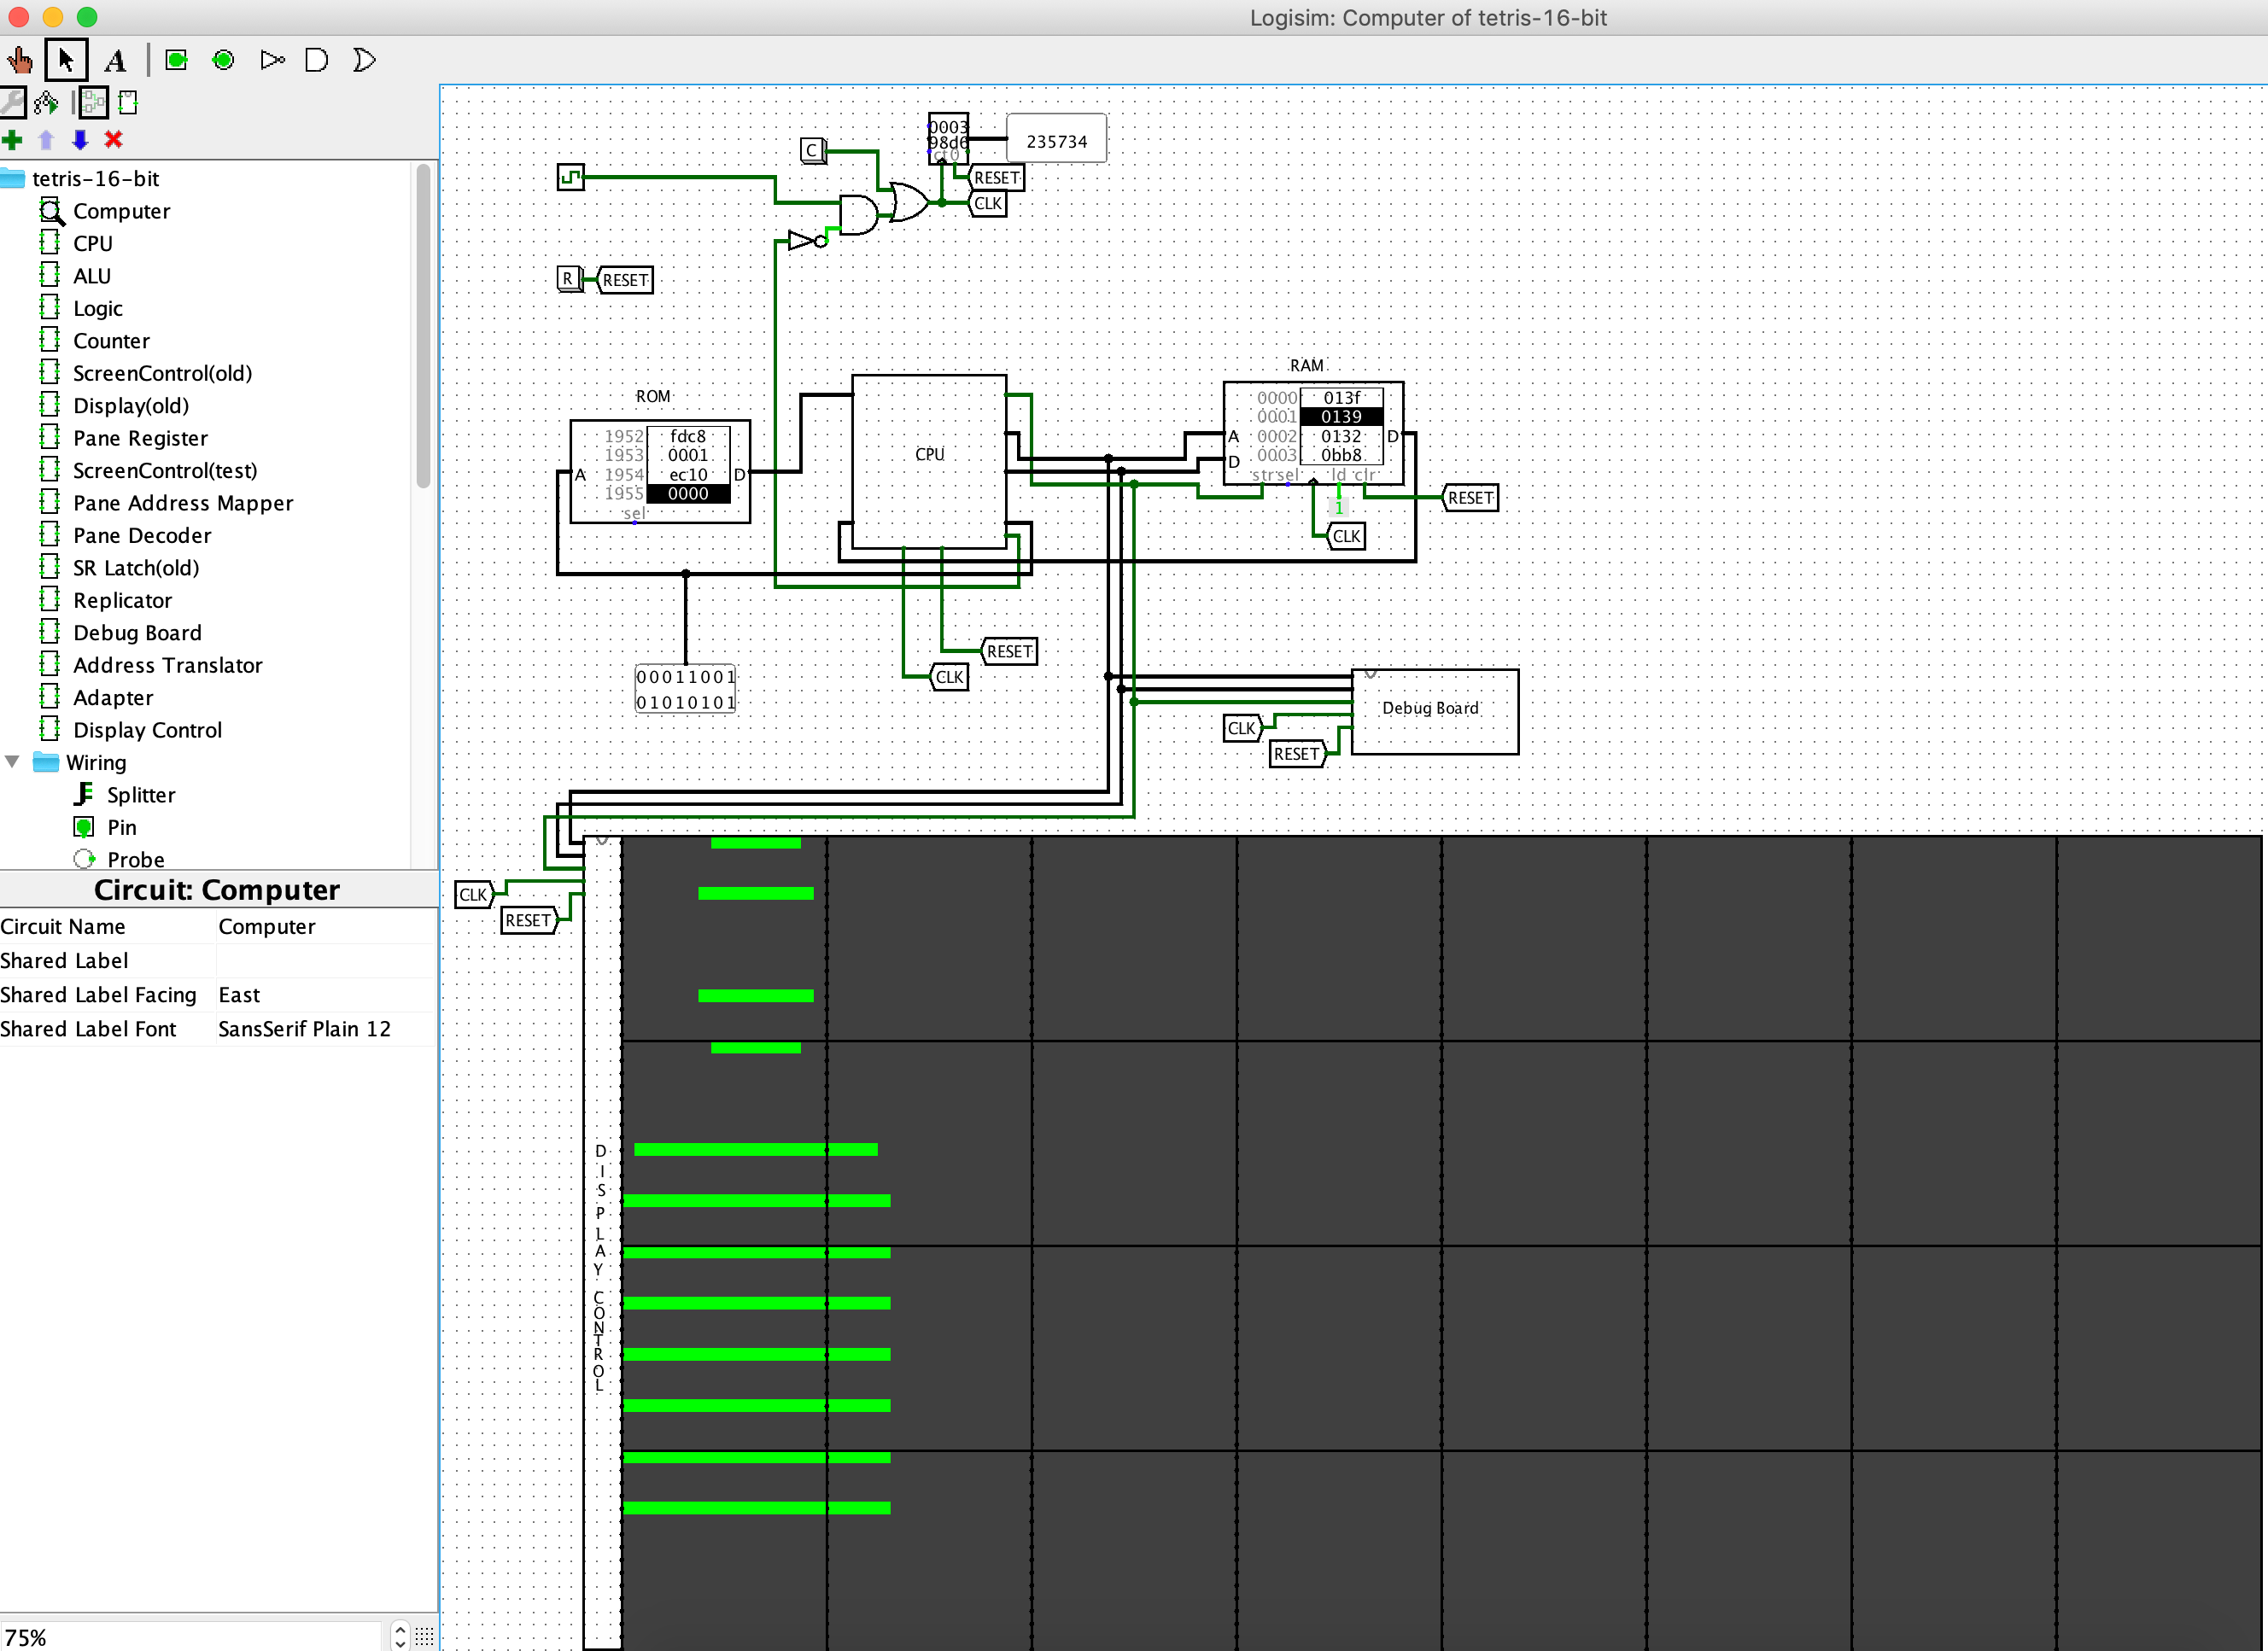 Logisim: Computer of tetris-16-bit
A
tetris-16-bit
Computer
CPU
ALU
Logic
Counter
ScreenControl(old)
Display(old)
Pane Register
ScreenControl(test)
Pane Address Mapper
Pane Decoder
SR Latch(old)
Replicator
Debug Board
Address Translator
Adapter
Display Control
Wiring
Splitter
Pin
Probe
Circuit: Computer
Circuit Name Computer
Shared Label
Shared Label Facing East
Shared Label Font SansSerif Plain 12
75%
C
0003
98d6
ct0
235734
RESET
CLK
R
RESET
ROM
1952 fdc8
1953 0001
1954 ec10
1955 0000
A
D
sel
CPU
RAM
0000 013f
0001 0139
0002 0132
0003 0bb8
A
D
D
str sel ld clr
1
RESET
CLK
RESET
CLK
00011001
01010101
Debug Board
CLK
RESET
CLK
RESET
DISPLAY CONTROL